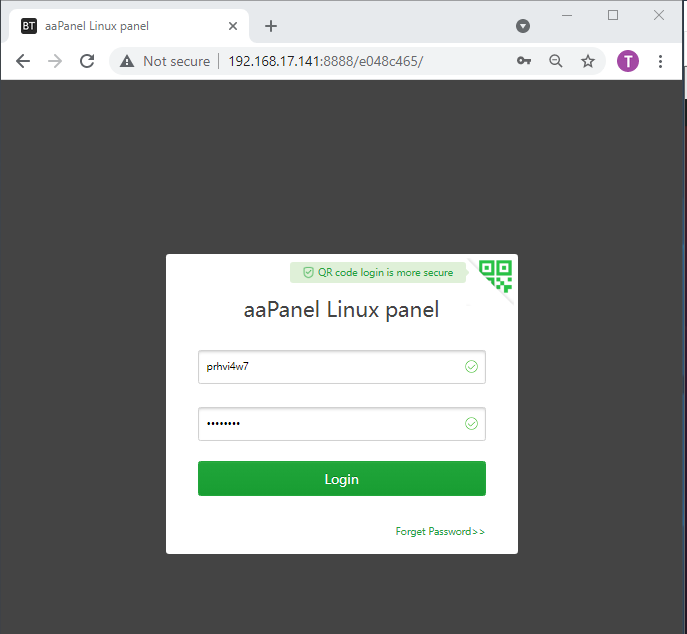 BT aaPanel Linux panel
Not secure 192.168.17.141:8888/e048c465/
T
QR code login is more secure
aaPanel Linux panel
prhvi4w7
••••••••
Login
Forget Password>>